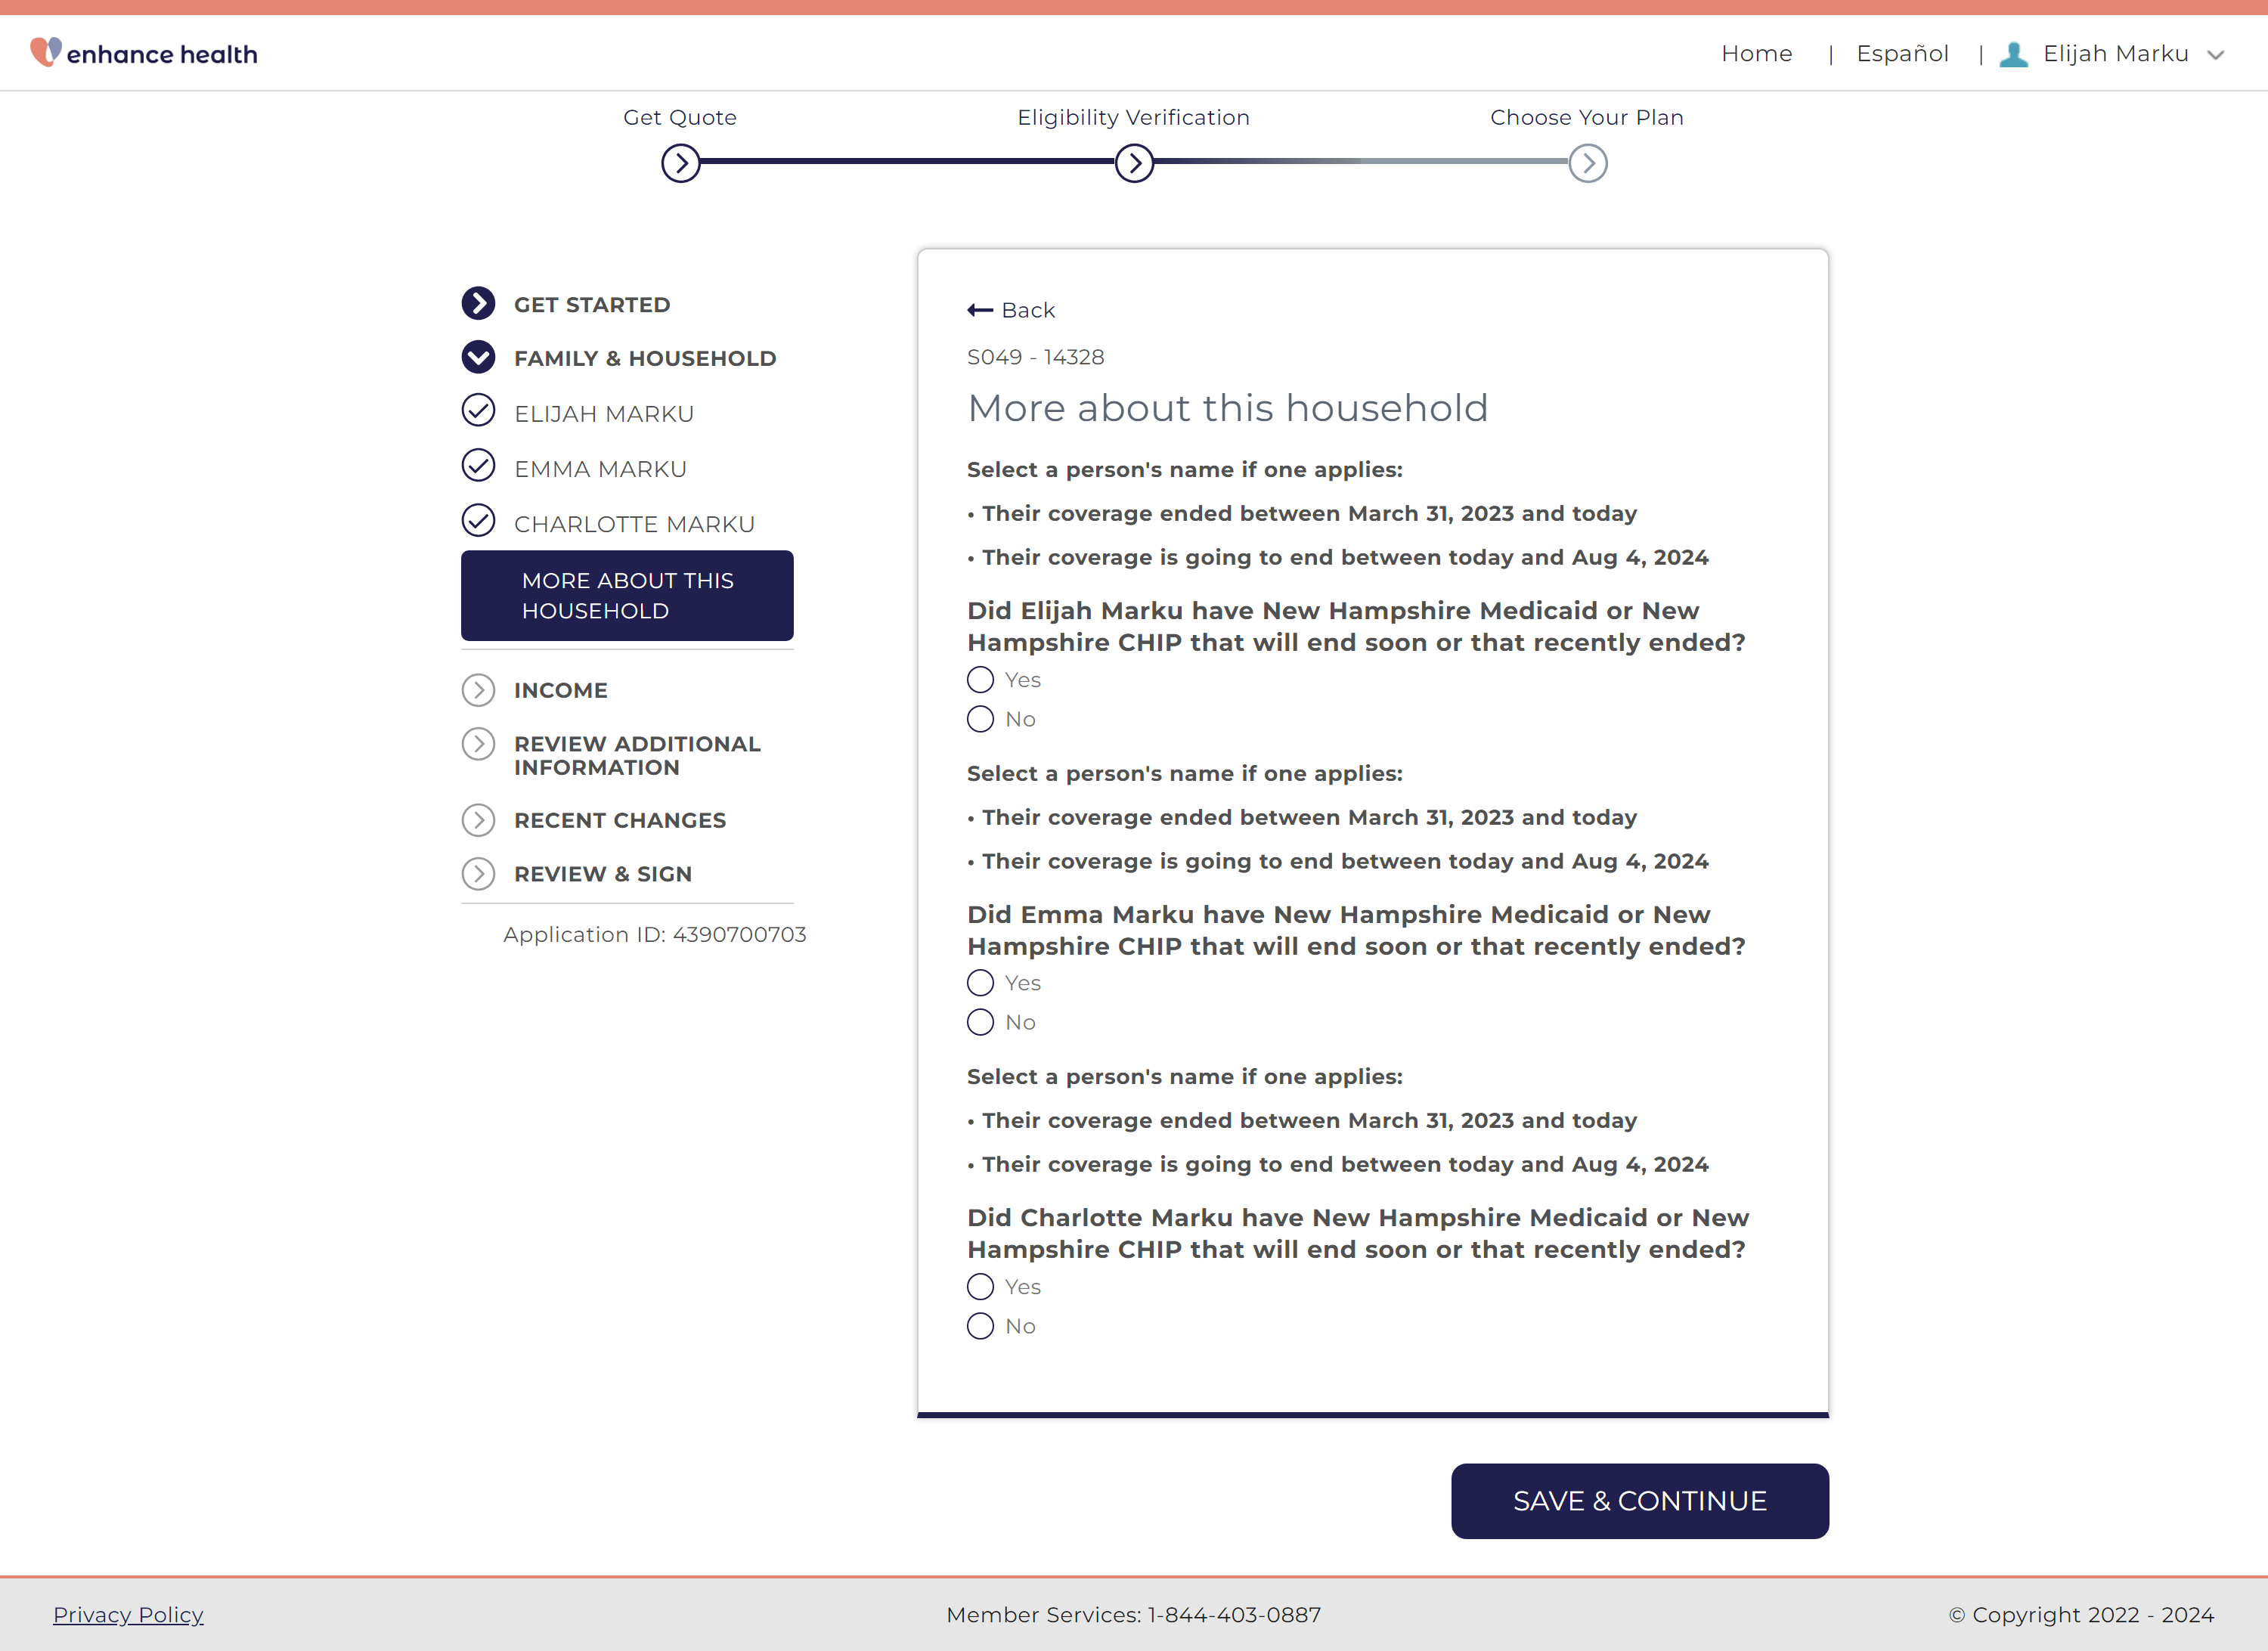 enhance health
Home | Español | Elijah Marku
Get Quote
Eligibility Verification
Choose Your Plan
GET STARTED
FAMILY & HOUSEHOLD
ELIJAH MARKU
EMMA MARKU
CHARLOTTE MARKU
MORE ABOUT THIS
HOUSEHOLD
INCOME
REVIEW ADDITIONAL
INFORMATION
RECENT CHANGES
REVIEW & SIGN
Application ID: 4390700703
Back
S049 - 14328
More about this household
Select a person's name if one applies:
• Their coverage ended between March 31, 2023 and today
• Their coverage is going to end between today and Aug 4, 2024
Did Elijah Marku have New Hampshire Medicaid or New
Hampshire CHIP that will end soon or that recently ended?
Yes
No
Select a person's name if one applies:
• Their coverage ended between March 31, 2023 and today
• Their coverage is going to end between today and Aug 4, 2024
Did Emma Marku have New Hampshire Medicaid or New
Hampshire CHIP that will end soon or that recently ended?
Yes
No
Select a person's name if one applies:
• Their coverage ended between March 31, 2023 and today
• Their coverage is going to end between today and Aug 4, 2024
Did Charlotte Marku have New Hampshire Medicaid or New
Hampshire CHIP that will end soon or that recently ended?
Yes
No
SAVE & CONTINUE
Privacy Policy
Member Services: 1-844-403-0887
© Copyright 2022 - 2024